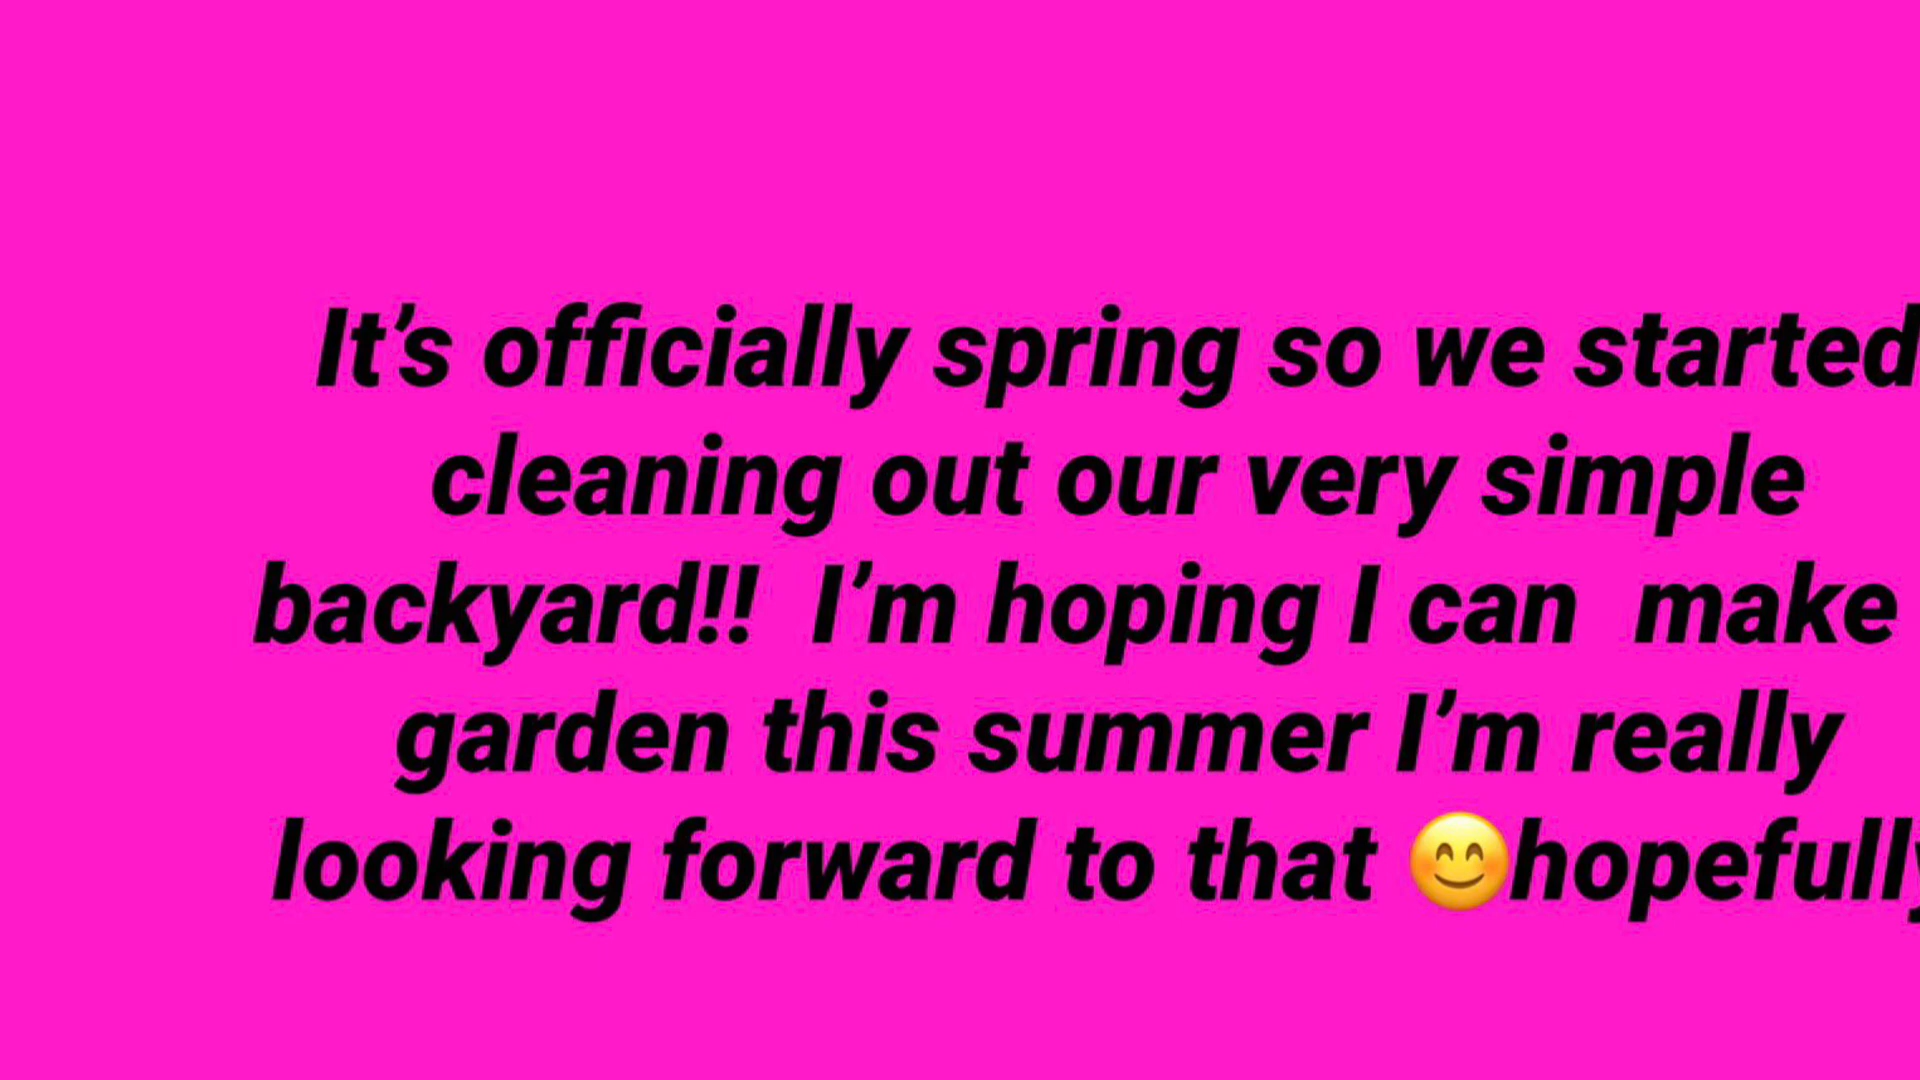 It’s officially spring so we started
cleaning out our very simple
backyard!!  I’m hoping I can  make
garden this summer I’m really
looking forward to that 😊hopefully